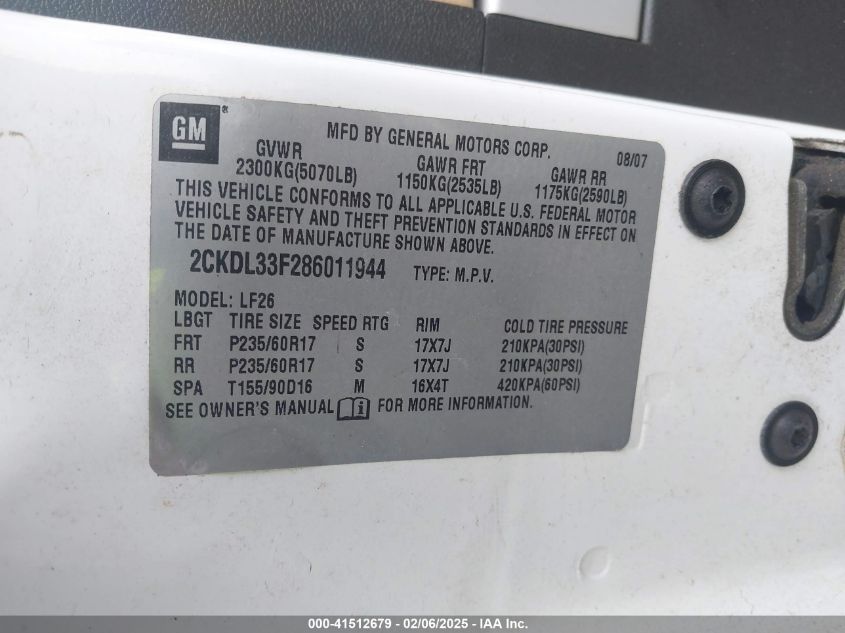 GM®
MFD BY GENERAL MOTORS CORP. 08/07
GVWR GAWR FRT GAWR RR
2300KG(5070LB) 1150KG(2535LB) 1175KG(2590LB)
THIS VEHICLE CONFORMS TO ALL APPLICABLE U.S. FEDERAL MOTOR
VEHICLE SAFETY AND THEFT PREVENTION STANDARDS IN EFFECT ON
THE DATE OF MANUFACTURE SHOWN ABOVE.
2CKDL33F286011944 TYPE: M.P.V.
MODEL: LF26
LBGT TIRE SIZE SPEED RTG RIM COLD TIRE PRESSURE
FRT P235/60R17 S 17X7J 210KPA(30PSI)
RR P235/60R17 S 17X7J 210KPA(30PSI)
SPA T155/90D16 M 16X4T 420KPA(60PSI)
SEE OWNER'S MANUAL FOR MORE INFORMATION.
000-41512679 - 02/06/2025 - IAA Inc.